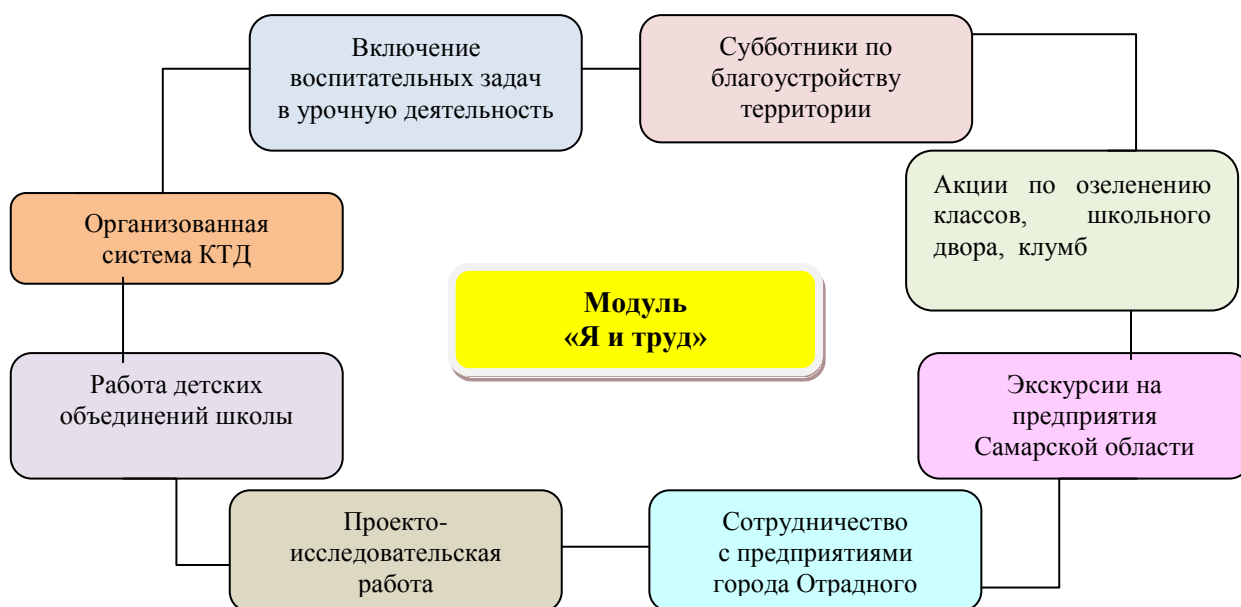 Включение
воспитательных задач
в урочную деятельность
Субботники по
благоустройству
территории
Организованная
система КТД
Акции по озеленению
классов, школьного
двора, клумб
Модуль
«Я и труд»
Работа детских
объединений школы
Экскурсии на
предприятия
Самарской области
Проекто-
исследовательская
работа
Сотрудничество
с предприятиями
города Отрадного